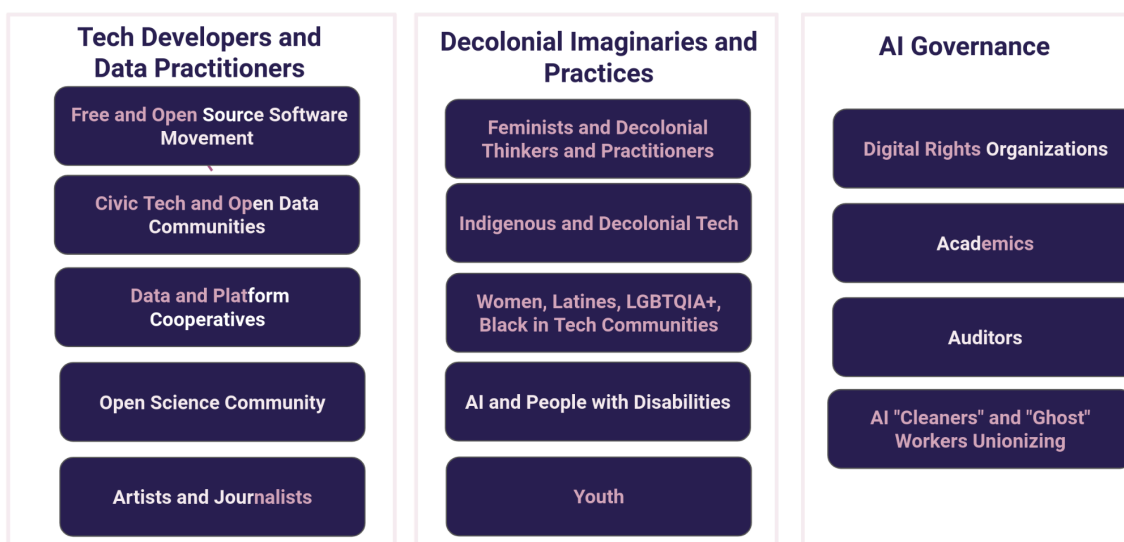 Tech Developers and
Data Practitioners
Free and Open Source Software
Movement
Civic Tech and Open Data
Communities
Data and Platform
Cooperatives
Open Science Community
Artists and Journalists
Decolonial Imaginaries and
Practices
Feminists and Decolonial
Thinkers and Practitioners
Indigenous and Decolonial Tech
Women, Latines, LGBTQIA+,
Black in Tech Communities
AI and People with Disabilities
Youth
AI Governance
Digital Rights Organizations
Academics
Auditors
AI "Cleaners" and "Ghost"
Workers Unionizing